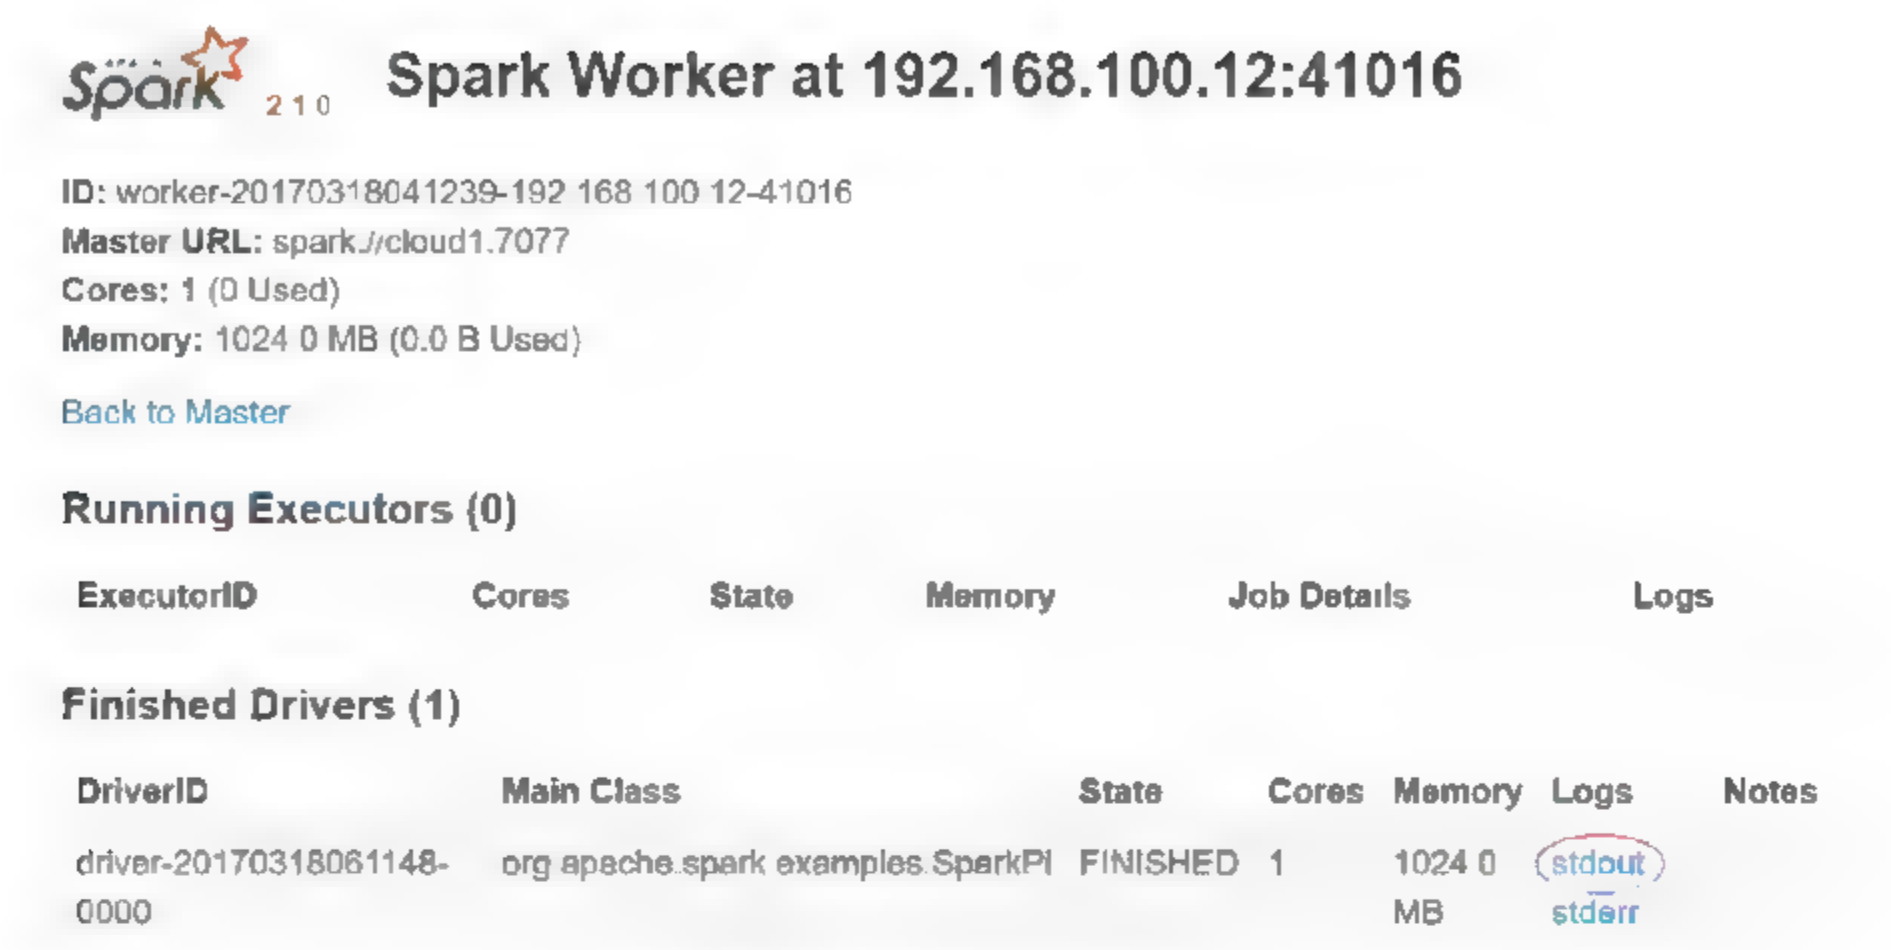 Spark 2 1 0 Spark Worker at 192.168.100.12:41016
ID: worker-20170318041239-192 168 100 12-41016
Master URL: spark://cloud1.7077
Cores: 1 (0 Used)
Memory: 1024 0 MB (0.0 B Used)
Back to Master
Running Executors (0)
ExecutorID Cores State Memory Job Details Logs
Finished Drivers (1)
DriverID Main Class State Cores Memory Logs Notes
driver-20170318061148- org apache.spark examples.SparkPi FINISHED 1 1024 0 stdout
0000 MB stderr